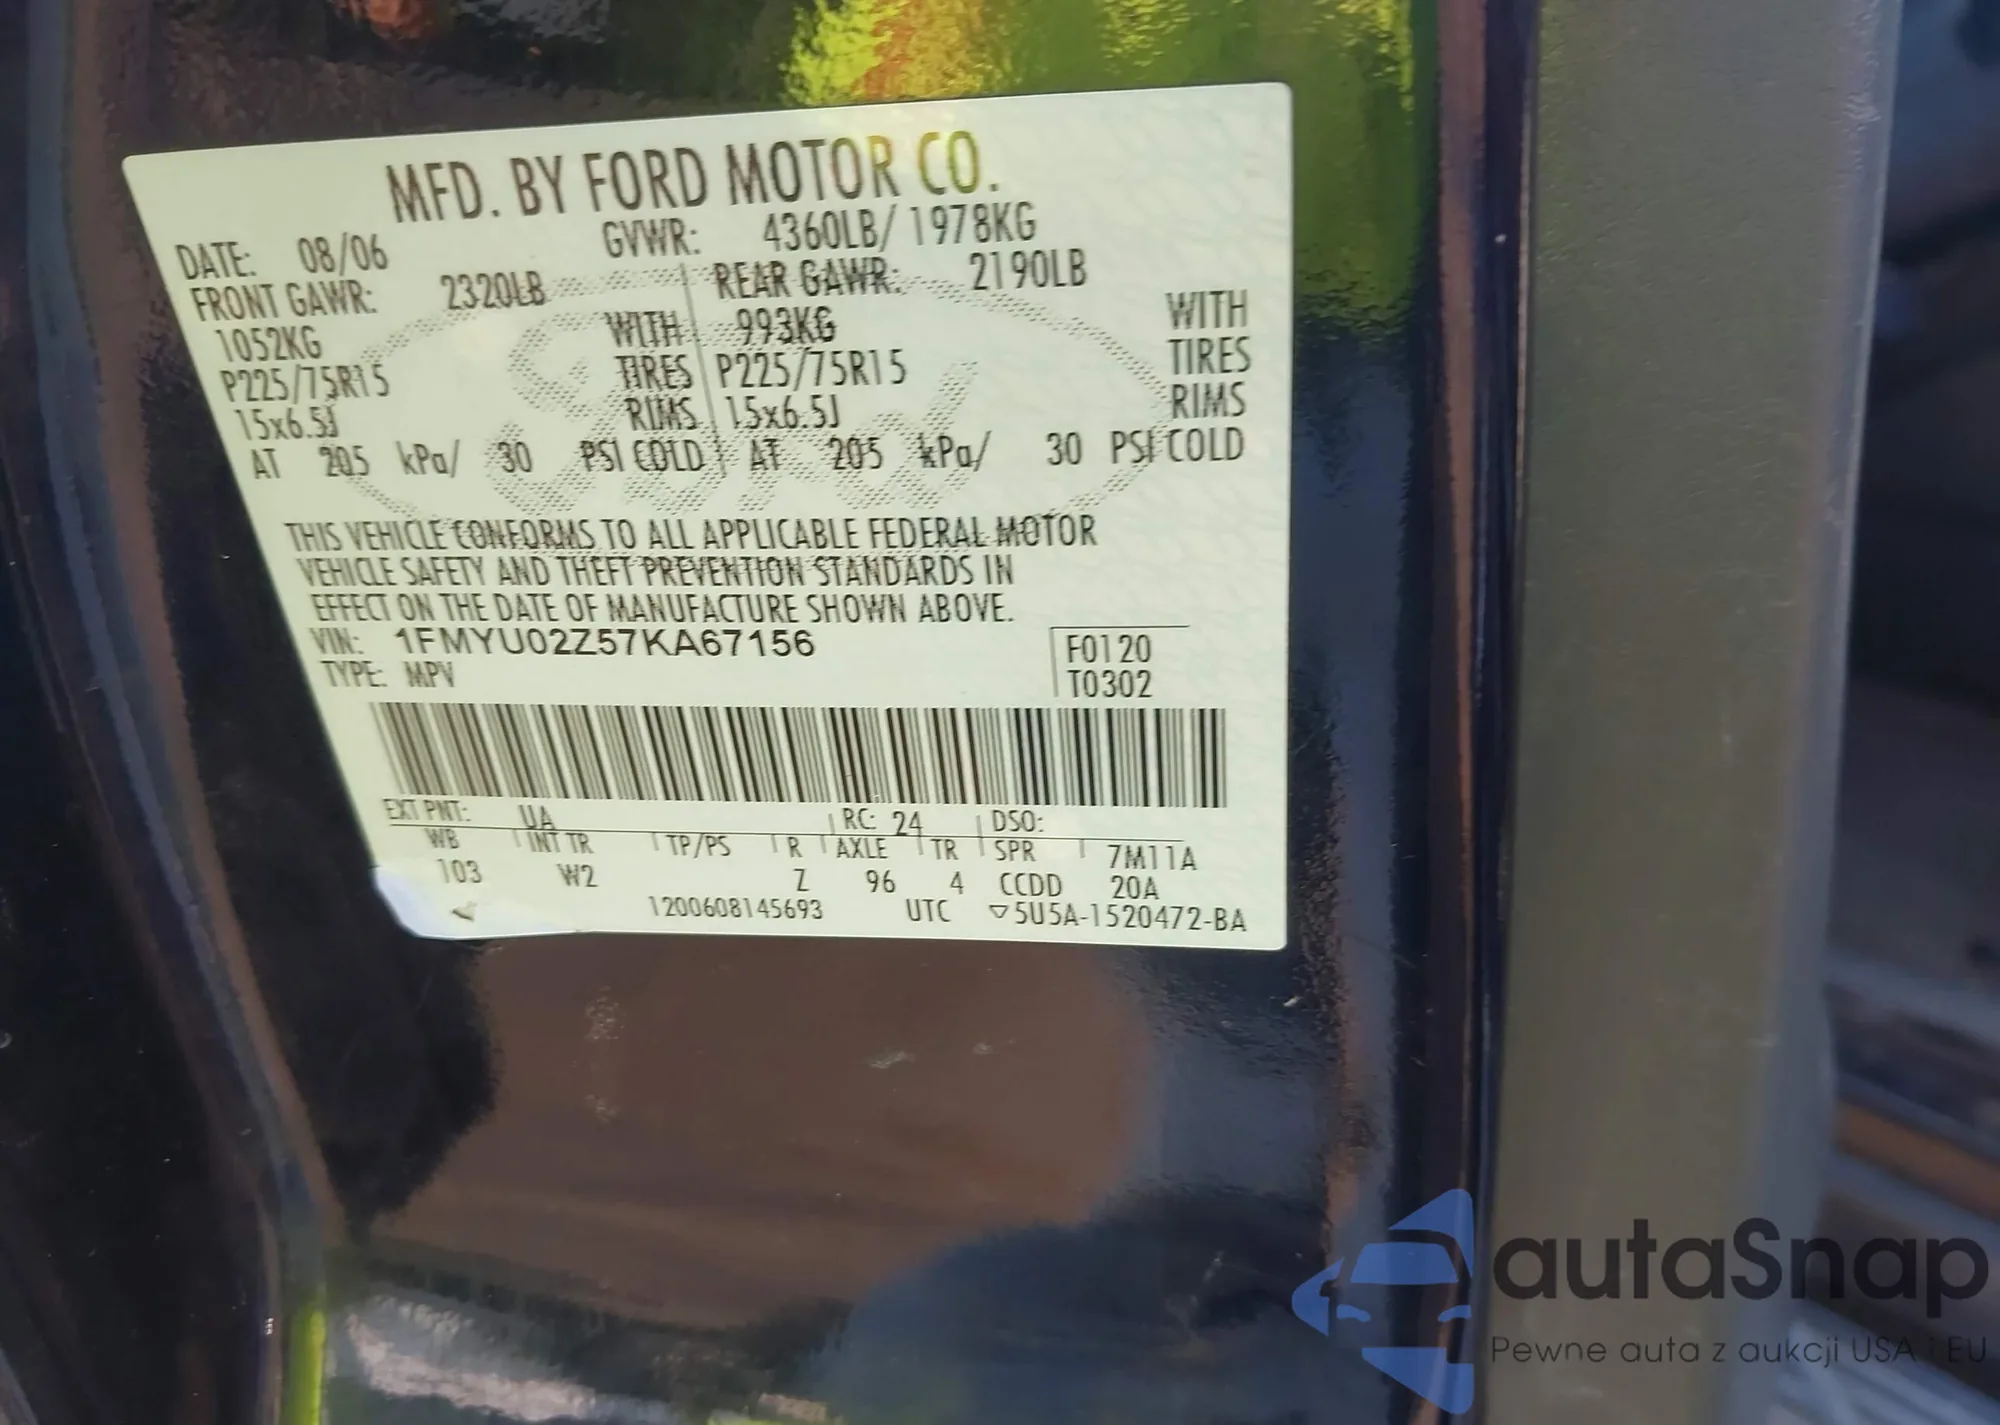 MFD. BY FORD MOTOR CO.
DATE: 08/06 GVWR: 4360LB/ 1978KG
FRONT GAWR: 2320LB REAR GAWR: 2190LB
1052KG WITH 993KG WITH
P225/75R15 TIRES P225/75R15 TIRES
15x6.5J RIMS 15x6.5J RIMS
AT 205 kPa/ 30 PSI COLD AT 205 kPa/ 30 PSI COLD
THIS VEHICLE CONFORMS TO ALL APPLICABLE FEDERAL MOTOR
VEHICLE SAFETY AND THEFT PREVENTION STANDARDS IN
EFFECT ON THE DATE OF MANUFACTURE SHOWN ABOVE.
VIN: 1FMYU02Z57KA67156 F0120
TYPE: MPV T0302
EXT PNT: UA RC: 24 DSO:
WB INT TR TP/PS R AXLE TR SPR 7M11A
103 W2 Z 96 4 CCDD 20A
1200608145693 UTC ▽5U5A-1520472-BA
autaSnap
Pewne auta z aukcji USA i EU